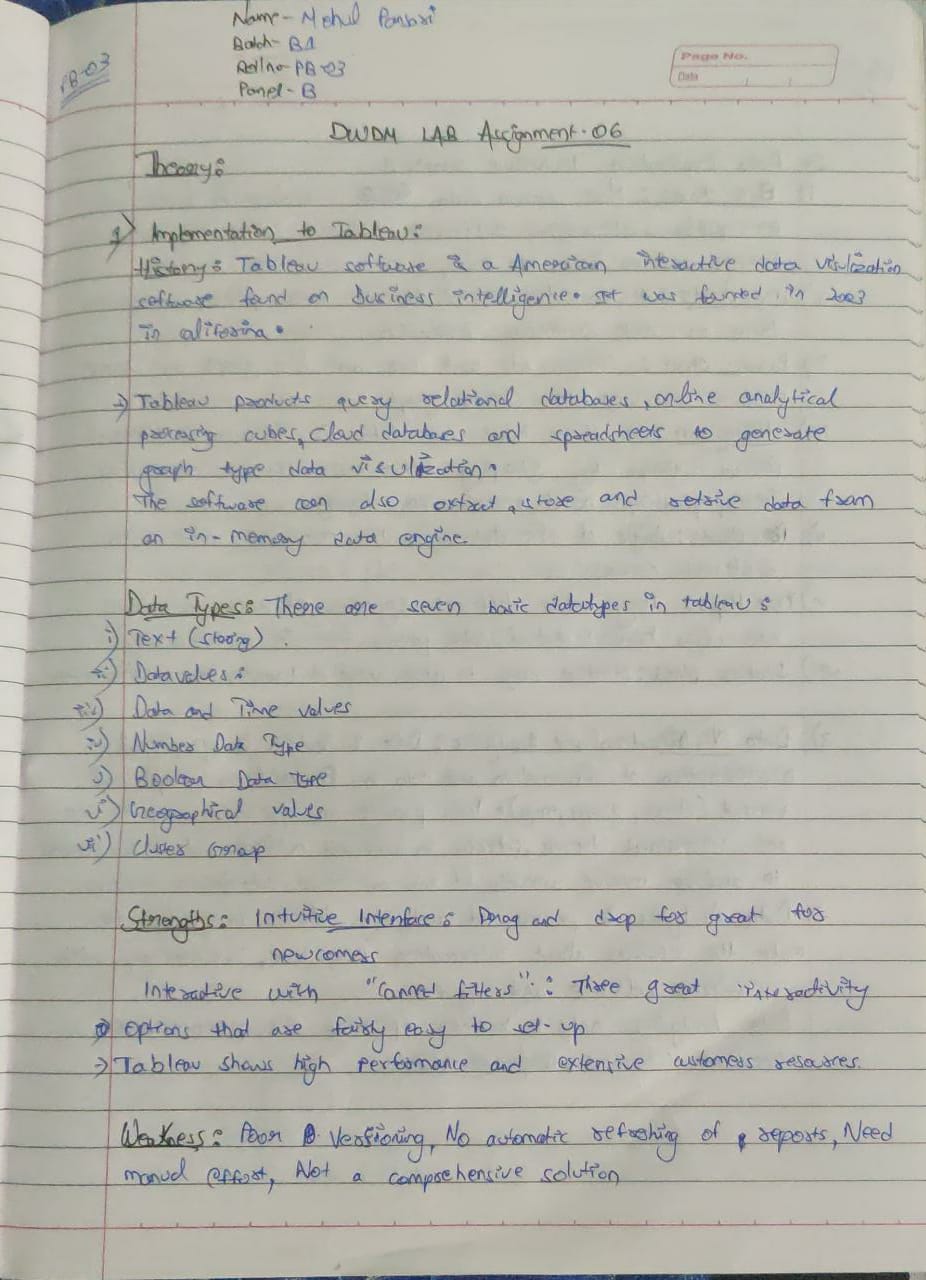 Name- Mehul
Batch- B1
Rollno- PB-03
Panel- B
PB-03
Page No.
Date
DWDM LAB Assignment-06
Theory:
1) Implementation to Tableau:
History: Tableau software is a American interactive data visulization
software found on business intelligence. It was founded in 2003
in califorina.
→ Tableau products query relational databases, online analytical
processing cubes, Cloud databases and spreadsheets to generate
graph type data visulization.
The software can also extract, store and retrive data from
an in-memory data engine.
Data Types: There are seven basic datatypes in tableau:
i) Text (string)
ii) Datavalues:
iii) Data and Time values
iv) Number Data Type
v) Boolean Data Type
vi) Geographical values
vii) Cluster Group
Strengths: Intuitive Interface: Drag and drop for great for
newcomers
Interactive with "Canned filters": Three great interactivity
Options that are fairly easy to set-up
→ Tableau shows high performance and extensive customers resources.
Weakness: Poor Versioning, No automatic refreshing of reports, Need
manual effort, Not a comprehensive solution